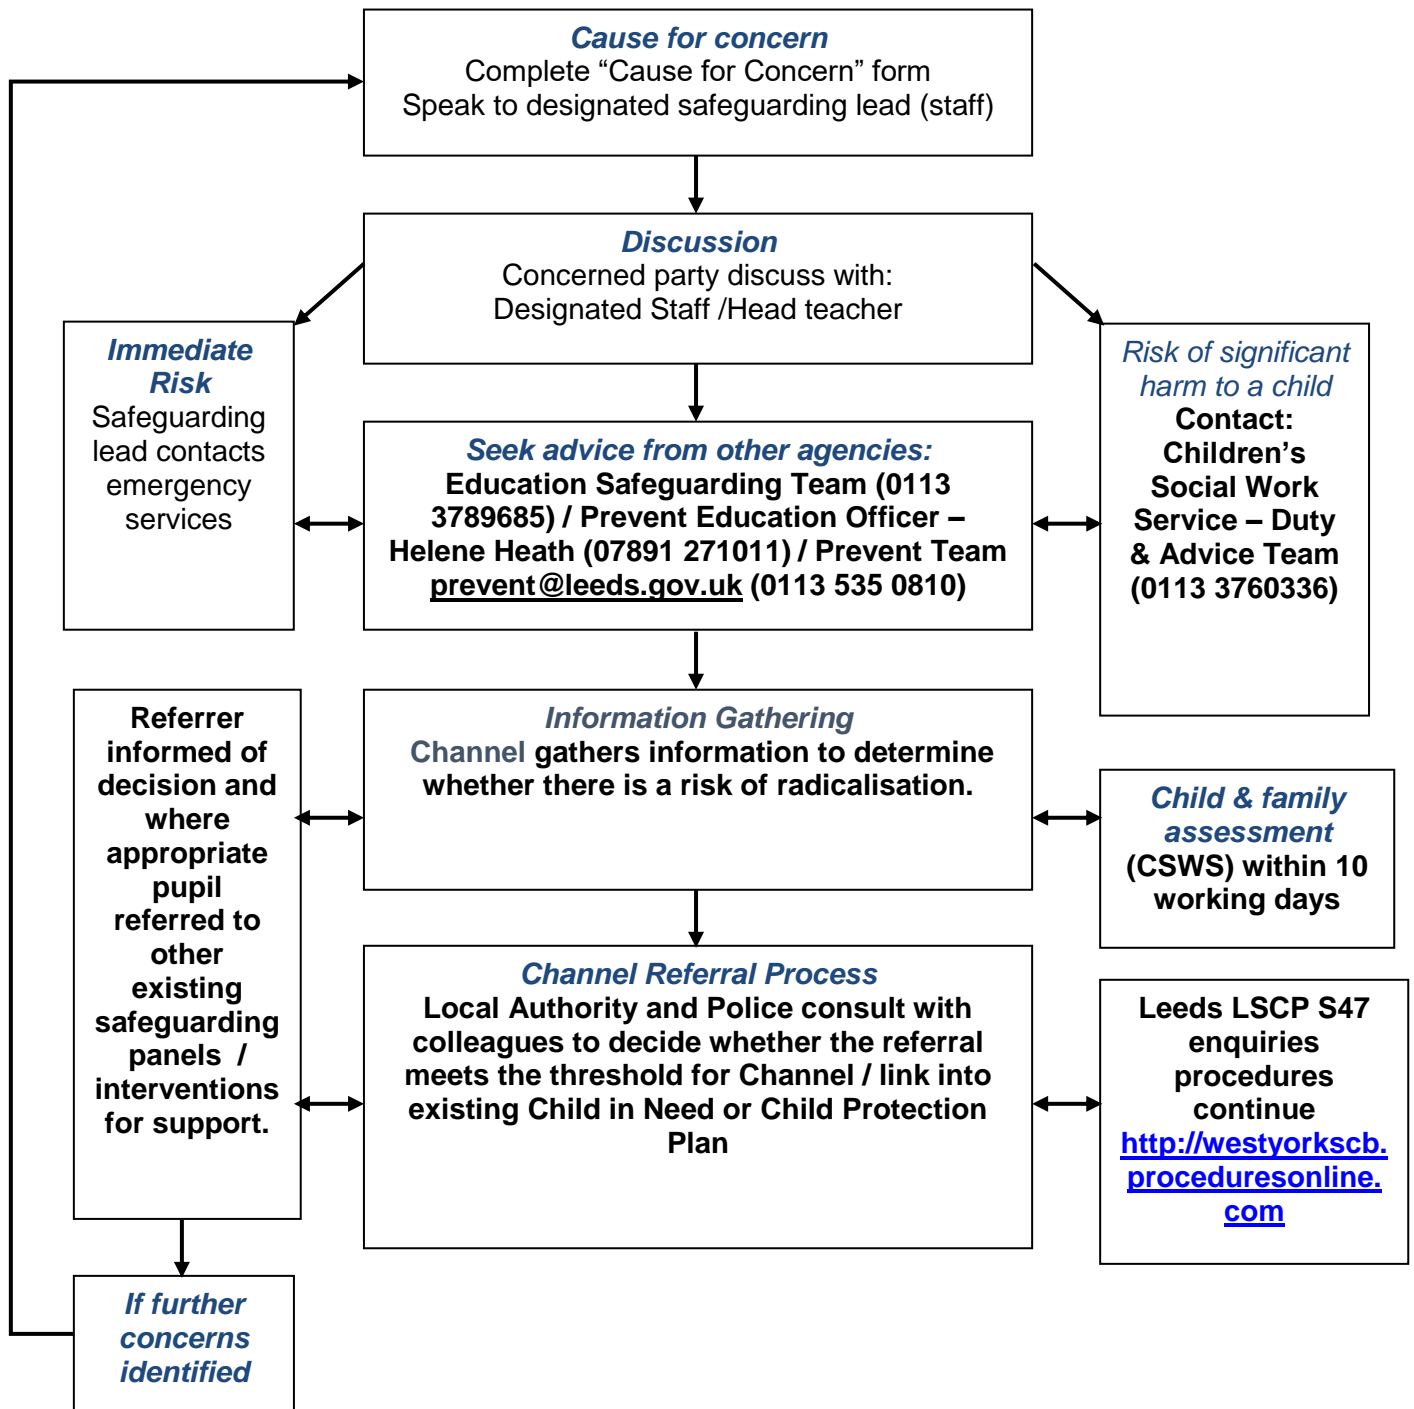 Cause for concern
Complete “Cause for Concern” form
Speak to designated safeguarding lead (staff)
Discussion
Concerned party discuss with:
Designated Staff /Head teacher
Immediate
Risk
Safeguarding
lead contacts
emergency
services
Seek advice from other agencies:
Education Safeguarding Team (0113
3789685) / Prevent Education Officer –
Helene Heath (07891 271011) / Prevent Team
prevent@leeds.gov.uk (0113 535 0810)
Risk of significant
harm to a child
Contact:
Children’s
Social Work
Service – Duty
& Advice Team
(0113 3760336)
Referrer
informed of
decision and
where
appropriate
pupil
referred to
other
existing
safeguarding
panels /
interventions
for support.
Information Gathering
Channel gathers information to determine
whether there is a risk of radicalisation.
Child & family
assessment
(CSWS) within 10
working days
Channel Referral Process
Local Authority and Police consult with
colleagues to decide whether the referral
meets the threshold for Channel / link into
existing Child in Need or Child Protection
Plan
Leeds LSCP S47
enquiries
procedures
continue
http://westyorkscb.
proceduresonline.
com
If further
concerns
identified